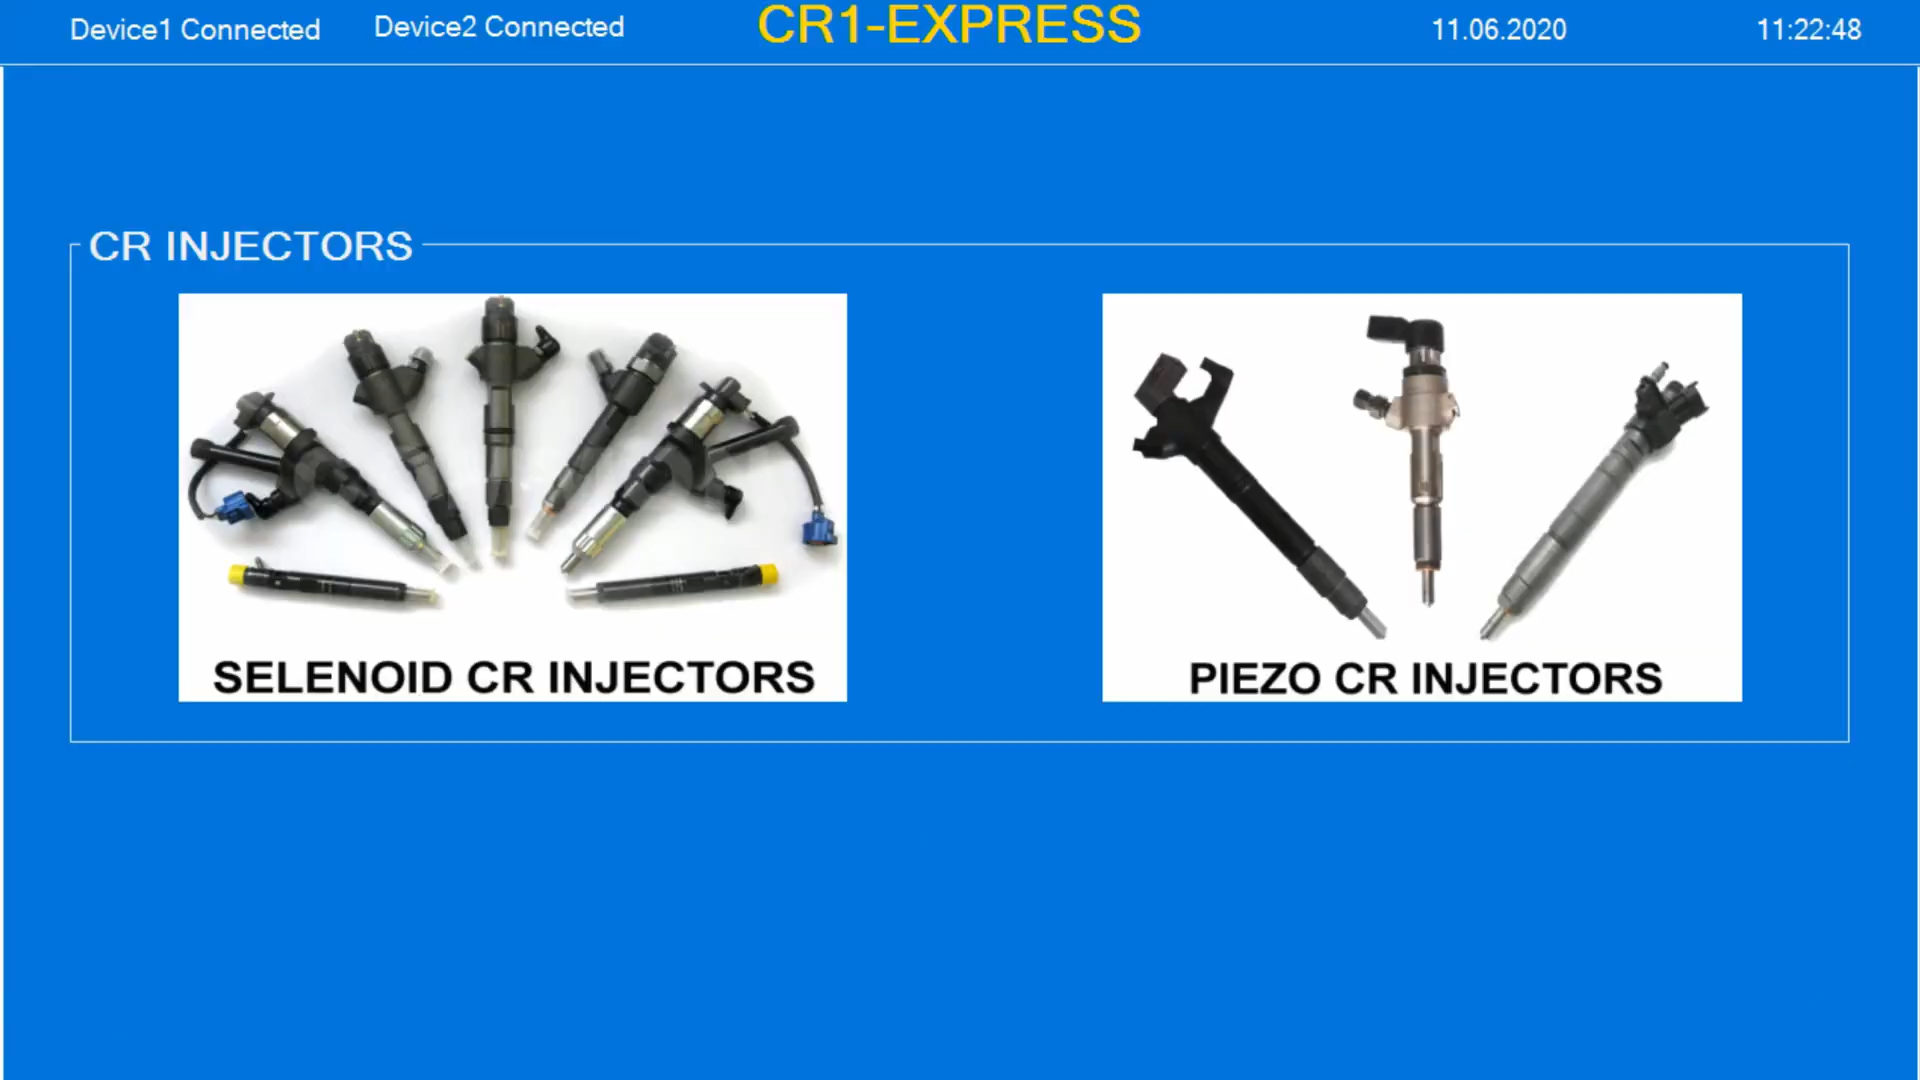 Device1 Connected
Device2 Connected
CR1-EXPRESS
11.06.2020
11:22:48
CR INJECTORS
SELENOID CR INJECTORS
PIEZO CR INJECTORS